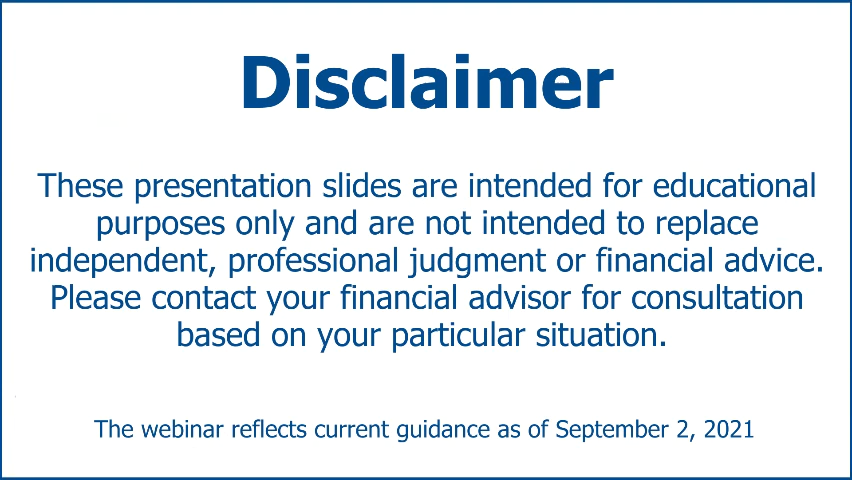 Disclaimer
These presentation slides are intended for educational
purposes only and are not intended to replace
independent, professional judgment or financial advice.
Please contact your financial advisor for consultation
based on your particular situation.
The webinar reflects current guidance as of September 2, 2021